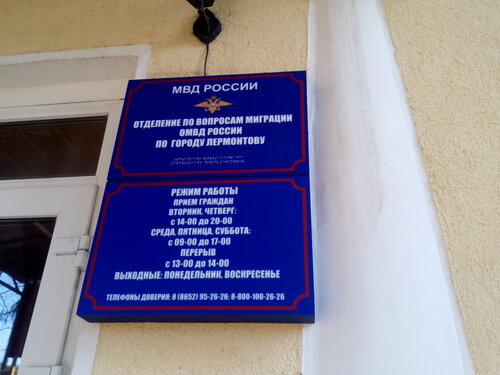 МВД РОССИИ
ОТДЕЛЕНИЕ ПО ВОПРОСАМ МИГРАЦИИ
ОМВД РОССИИ
ПО ГОРОДУ ЛЕРМОНТОВУ
РЕЖИМ РАБОТЫ
ПРИЕМ ГРАЖДАН
ВТОРНИК, ЧЕТВЕРГ:
с 14-00 до 20-00
СРЕДА, ПЯТНИЦА, СУББОТА:
с 09-00 до 17-00
ПЕРЕРЫВ
с 13-00 до 14-00
ВЫХОДНЫЕ: ПОНЕДЕЛЬНИК, ВОСКРЕСЕНЬЕ
ТЕЛЕФОНЫ ДОВЕРИЯ: 8 (8652) 95-26-26; 8-800-100-26-26